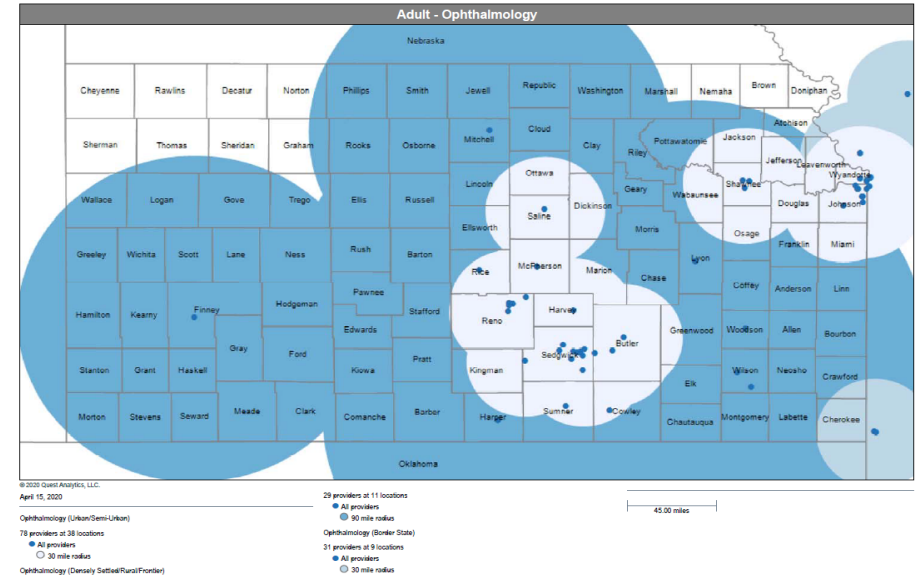 Adult - Ophthalmology
Nebraska
Cheyenne Rawlins Decatur Norton Phillips Smith Jewell Republic Washington Marshall Nemaha Brown Doniphan
Atchison
Sherman Thomas Sheridan Graham Rooks Osborne Mitchell Cloud Clay Riley Pottawatomie Jackson
Jefferson Leavenworth
Wyandotte
Ottawa
Lincoln Geary Wabaunsee Shawnee
Wallace Logan Gove Trego Ellis Russell Saline Dickinson Douglas Johnson
Ellsworth Morris Osage
Greeley Wichita Scott Lane Ness Rush Barton Franklin Miami
Rice McPherson Marion Chase Lyon
Pawnee Coffey Anderson Linn
Hamilton Kearny Finney Hodgeman Stafford Reno Harvey
Edwards Greenwood Woodson Allen Bourbon
Gray Ford Sedgwick Butler
Stanton Grant Haskell Kiowa Pratt Kingman Wilson Neosho Crawford
Elk
Morton Stevens Seward Meade Clark Comanche Barber Harper Sumner Cowley Chautauqua Montgomery Labette Cherokee
Oklahoma
© 2020 Quest Analytics, LLC.
April 15, 2020
Ophthalmology (Urban/Semi-Urban)
78 providers at 38 locations
All providers
30 mile radius
Ophthalmology (Densely Settled/Rural/Frontier)
29 providers at 11 locations
All providers
90 mile radius
Ophthalmology (Border State)
31 providers at 9 locations
All providers
30 mile radius
45.00 miles